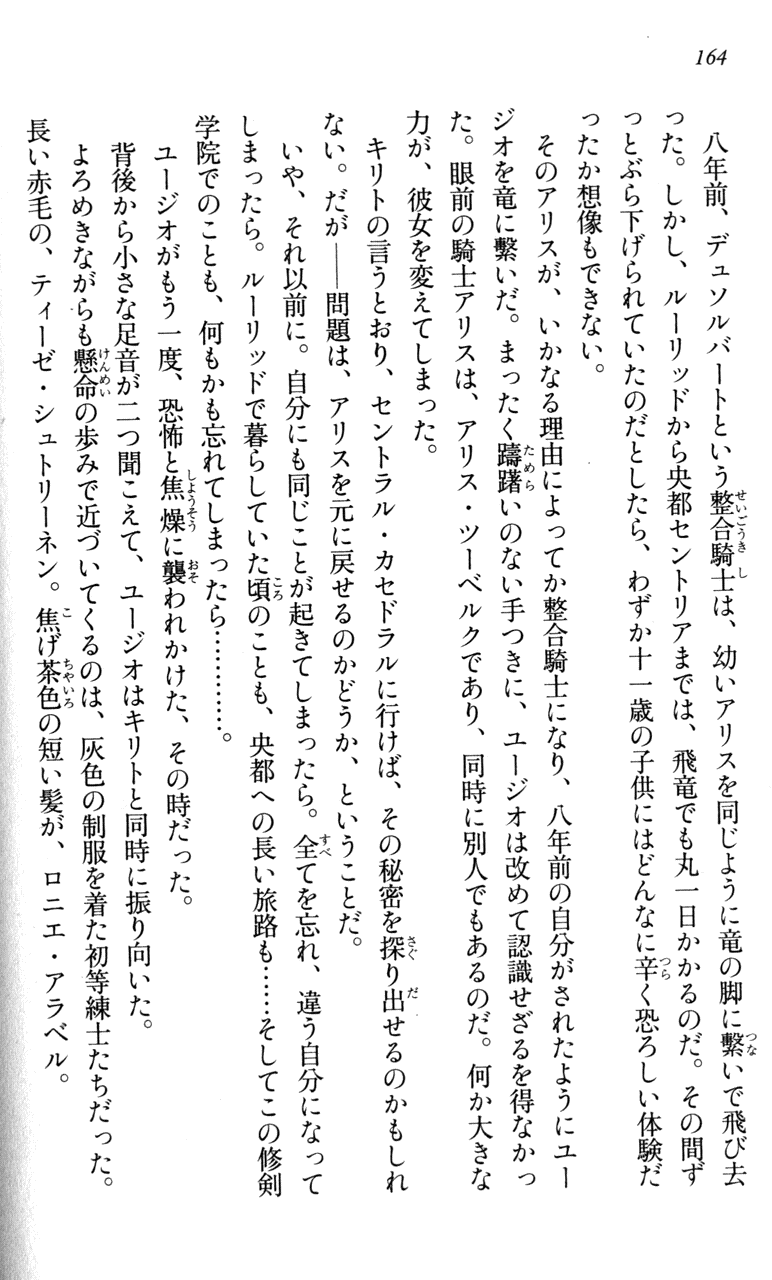 164
八年前、デュソルバートという整合騎士は、幼いアリスを同じように竜の脚に繋いで飛び去
った。しかし、ルーリッドから央都セントリアまでは、飛竜でも丸一日かかるのだ。その間ず
っとぶら下げられていたのだとしたら、わずか十一歳の子供にはどんなに辛く恐ろしい体験だ
ったか想像もできない。
そのアリスが、いかなる理由によってか整合騎士になり、八年前の自分がされたようにユー
ジオを竜に繋いだ。まったく躊躇いのない手つきに、ユージオは改めて認識せざるを得なかっ
た。眼前の騎士アリスは、アリス・ツーベルクであり、同時に別人でもあるのだ。何か大きな
力が、彼女を変えてしまった。
キリトの言うとおり、セントラル・カセドラルに行けば、その秘密を探り出せるのかもしれ
ない。だが――問題は、アリスを元に戻せるのかどうか、ということだ。
いや、それ以前に。自分にも同じことが起きてしまったら。全てを忘れ、違う自分になって
しまったら。ルーリッドで暮らしていた頃のことも、央都への長い旅路も……そしてこの修剣
学院でのことも、何もかも忘れてしまったら…………。
ユージオがもう一度、恐怖と焦燥に襲われかけた、その時だった。
背後から小さな足音が二つ聞こえて、ユージオはキリトと同時に振り向いた。
よろめきながらも懸命の歩みで近づいてくるのは、灰色の制服を着た初等練士たちだった。
長い赤毛の、ティーゼ・シュトリーネン。焦げ茶色の短い髪が、ロニエ・アラベル。